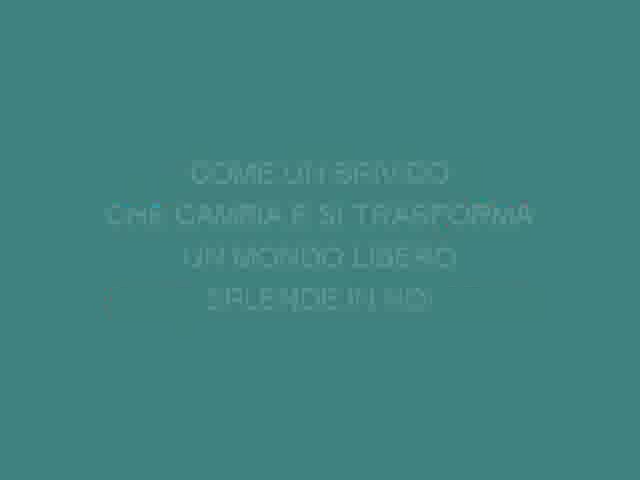 COME UN BRIVIDO
CHE CAMBIA E SI TRASFORMA
UN MONDO LIBERO
SPLENDE IN NOI